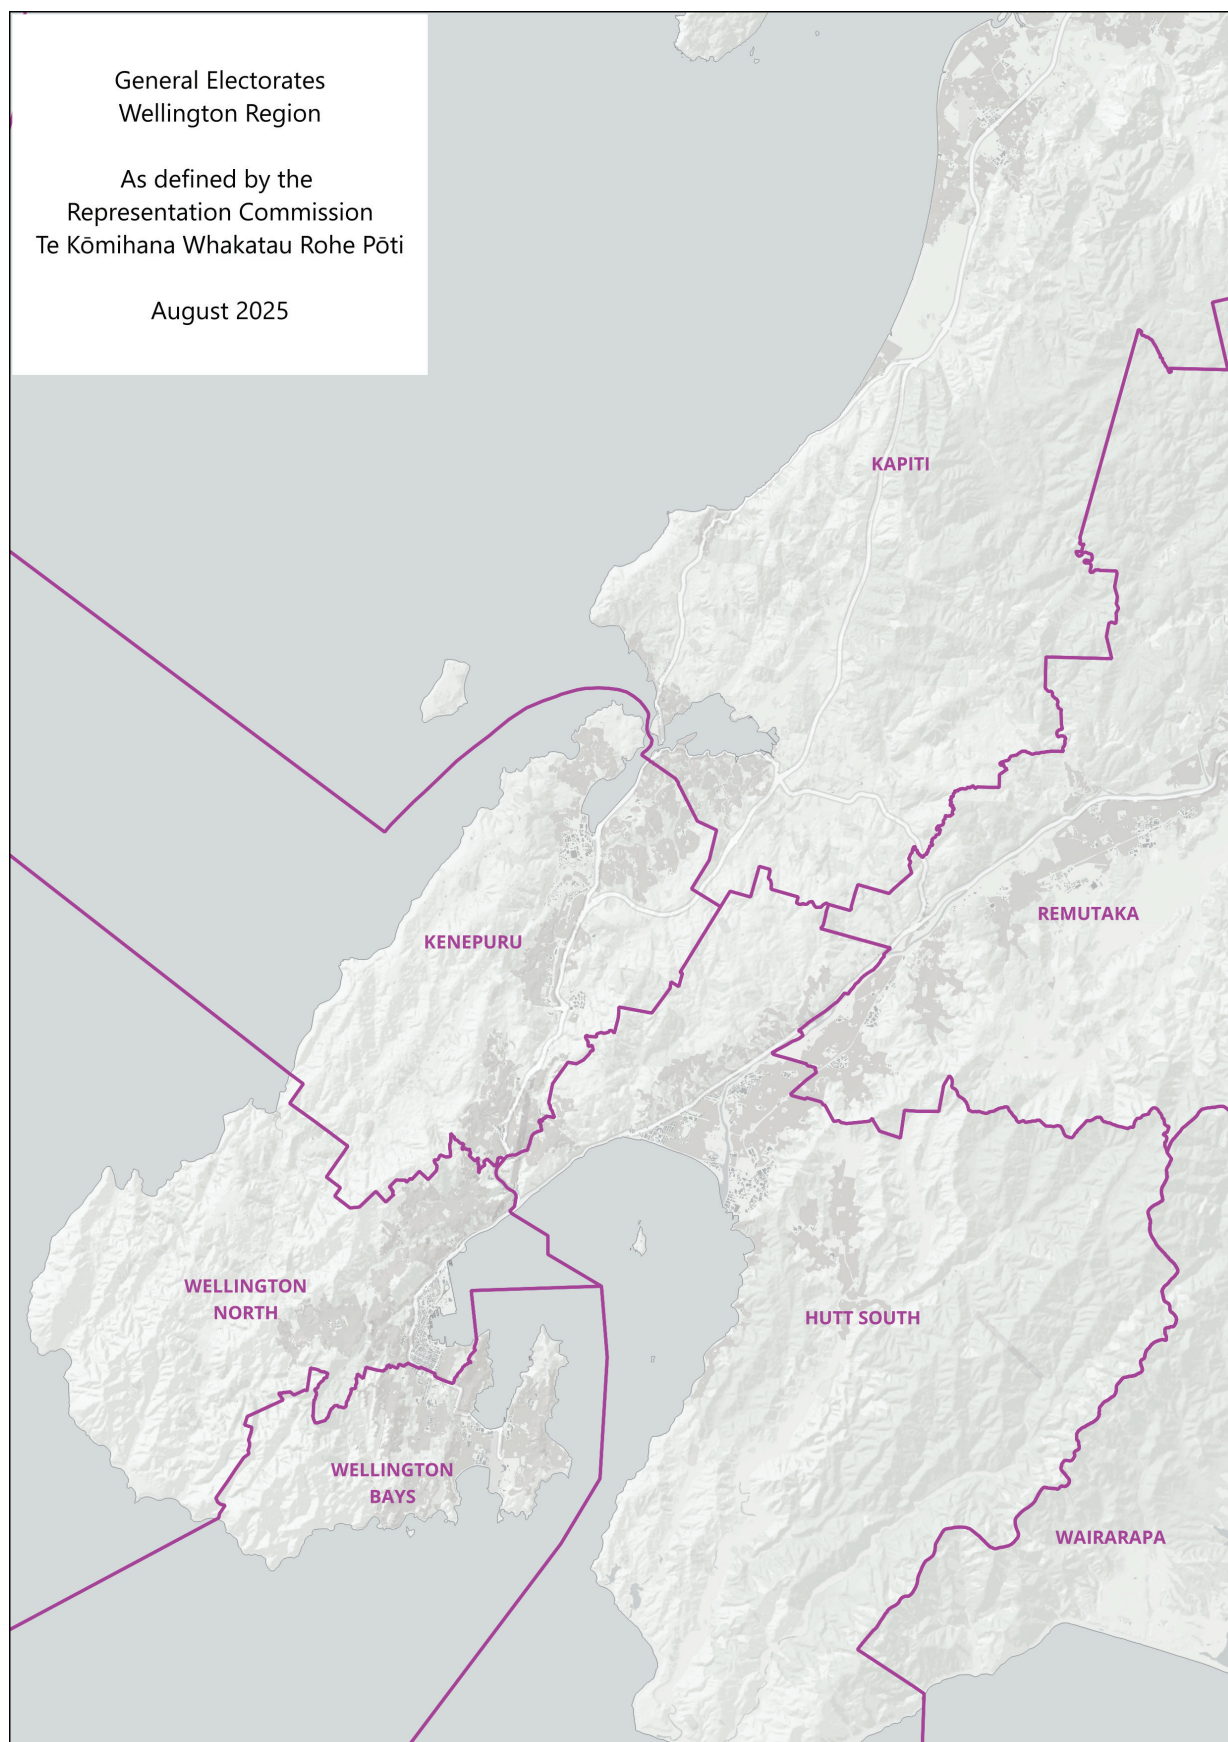 General Electorates
Wellington Region
As defined by the
Representation Commission
Te Kōmihana Whakatau Rohe Pōti
August 2025
KAPITI
REMUTAKA
KENEPURU
WELLINGTON
NORTH
HUTT SOUTH
WELLINGTON
BAYS
WAIRARAPA